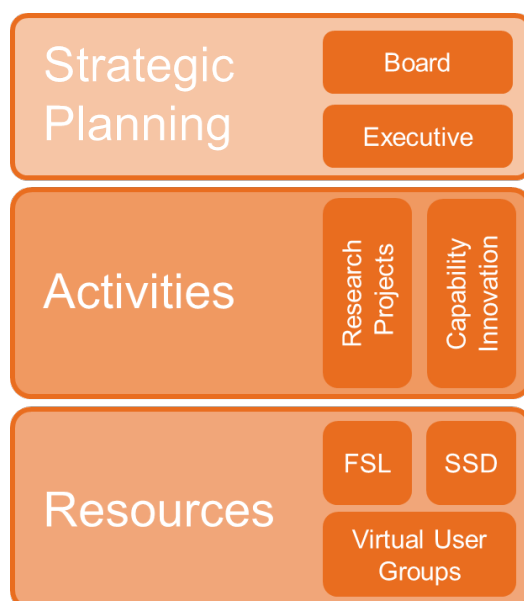 Strategic
Planning
Board
Executive
Activities
Research
Projects
Capability
Innovation
Resources
FSL
SSD
Virtual User
Groups